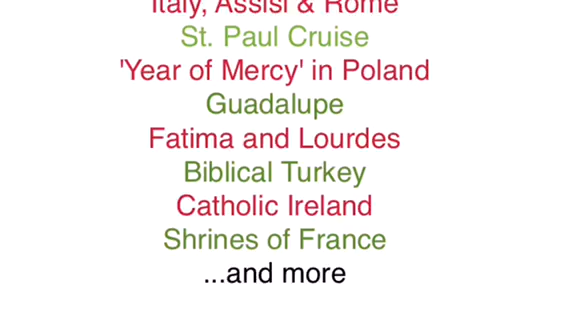 Italy, Assisi & Rome
St. Paul Cruise
'Year of Mercy' in Poland
Guadalupe
Fatima and Lourdes
Biblical Turkey
Catholic Ireland
Shrines of France
...and more